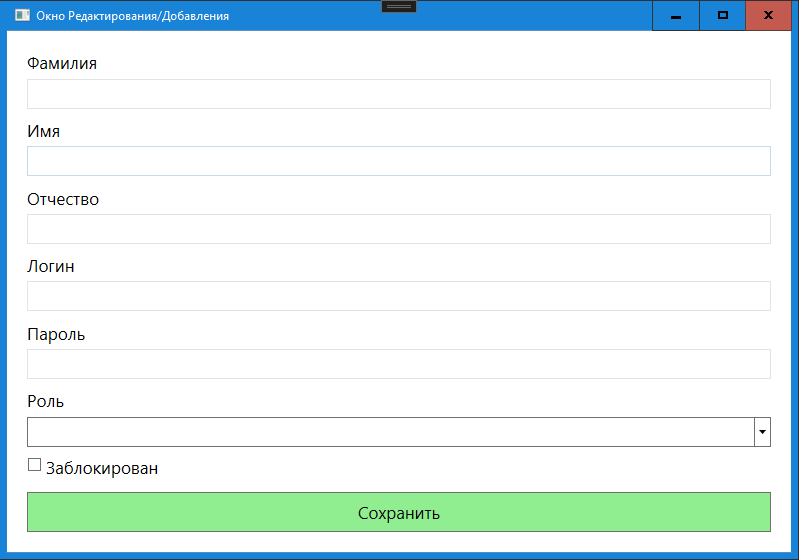 Окно Редактирования/Добавления
Фамилия
Имя
Отчество
Логин
Пароль
Роль
Заблокирован
Сохранить